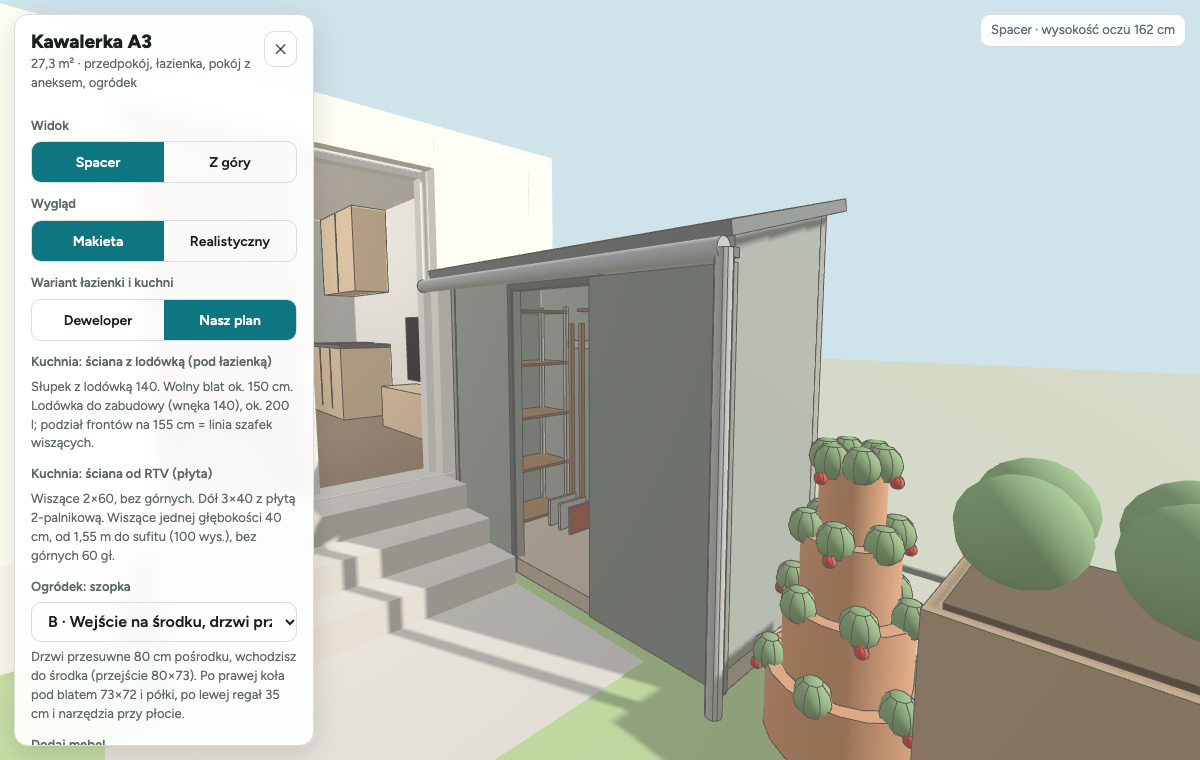 Kawalerka A3
27,3 m² · przedpokój, łazienka, pokój z
aneksem, ogródek
Spacer · wysokość oczu 162 cm
Widok
Spacer
Z góry
Wygląd
Makieta
Realistyczny
Wariant łazienki i kuchni
Deweloper
Nasz plan
Kuchnia: ściana z lodówką (pod łazienką)
Słupek z lodówką 140. Wolny blat ok. 150 cm.
Lodówka do zabudowy (wnęka 140), ok. 200
l; podział frontów na 155 cm = linia szafek
wiszących.
Kuchnia: ściana od RTV (płyta)
Wiszące 2×60, bez górnych. Dół 3×40 z płytą
2-palnikową. Wiszące jednej głębokości 40
cm, od 1,55 m do sufitu (100 wys.), bez
górnych 60 gł.
Ogródek: szopka
B · Wejście na środku, drzwi prz
Drzwi przesuwne 80 cm pośrodku, wchodzisz
do środka (przejście 80×73). Po prawej koła
pod blatem 73×72 i półki, po lewej regał 35
cm i narzędzia przy płocie.
Dodaj mebel